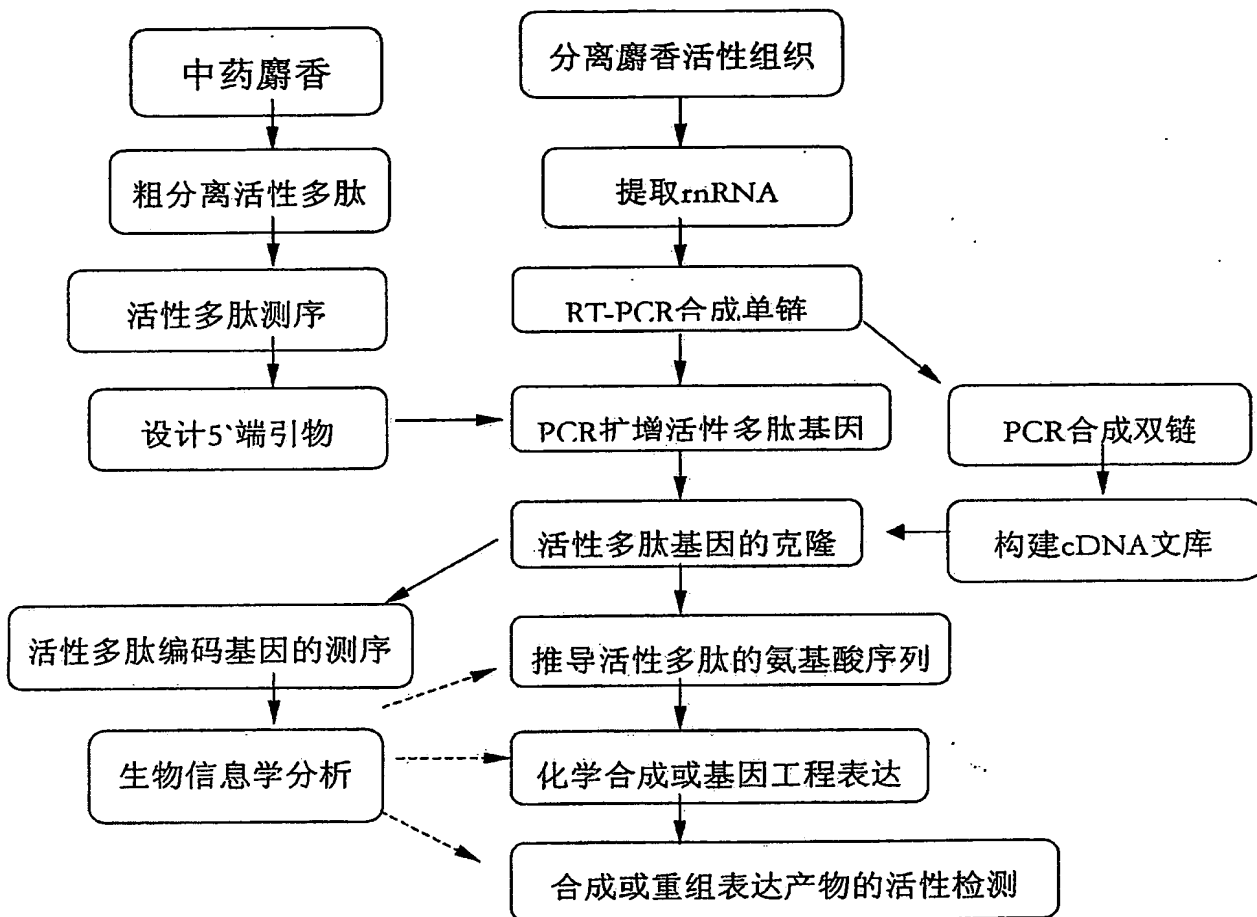 中药麝香
分离麝香活性组织
粗分离活性多肽
提取mRNA
活性多肽测序
RT-PCR合成单链
设计5`端引物
PCR扩增活性多肽基因
PCR合成双链
活性多肽基因的克隆
构建cDNA文库
活性多肽编码基因的测序
推导活性多肽的氨基酸序列
生物信息学分析
化学合成或基因工程表达
合成或重组表达产物的活性检测